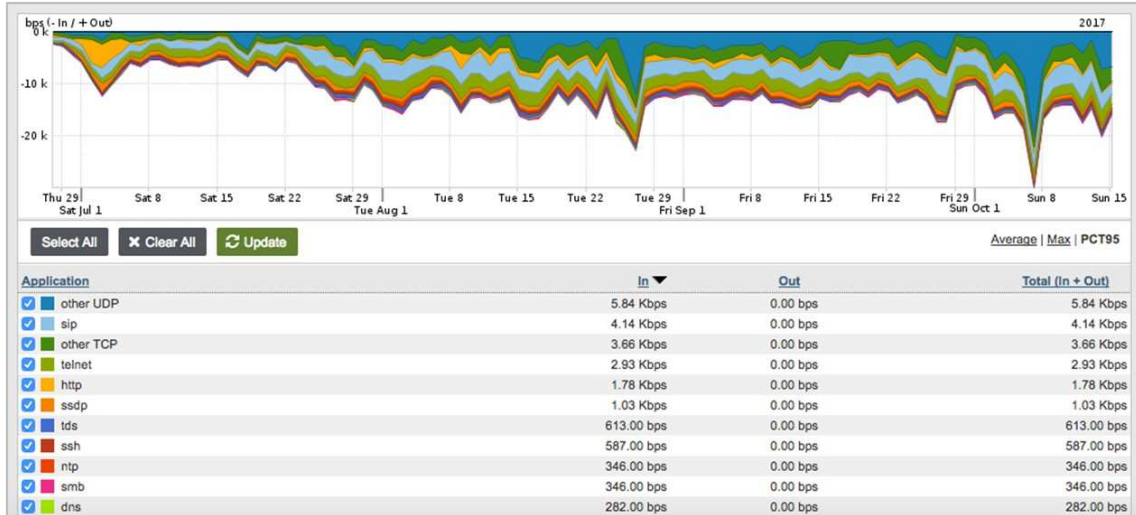 bps (- In / + Out) 2017
0 k
-10 k
-20 k
Thu 29 Sat 8 Sat 15 Sat 22 Sat 29 Tue 8 Tue 15 Tue 22 Tue 29 Fri 8 Fri 15 Fri 22 Fri 29 Sun 8 Sun 15
Sat Jul 1 Tue Aug 1 Fri Sep 1 Sun Oct 1
Select All Clear All Update Average | Max | PCT95
Application In Out Total (In + Out)
other UDP 5.84 Kbps 0.00 bps 5.84 Kbps
sip 4.14 Kbps 0.00 bps 4.14 Kbps
other TCP 3.66 Kbps 0.00 bps 3.66 Kbps
telnet 2.93 Kbps 0.00 bps 2.93 Kbps
http 1.78 Kbps 0.00 bps 1.78 Kbps
ssdp 1.03 Kbps 0.00 bps 1.03 Kbps
tds 613.00 bps 0.00 bps 613.00 bps
ssh 587.00 bps 0.00 bps 587.00 bps
ntp 346.00 bps 0.00 bps 346.00 bps
smb 346.00 bps 0.00 bps 346.00 bps
dns 282.00 bps 0.00 bps 282.00 bps